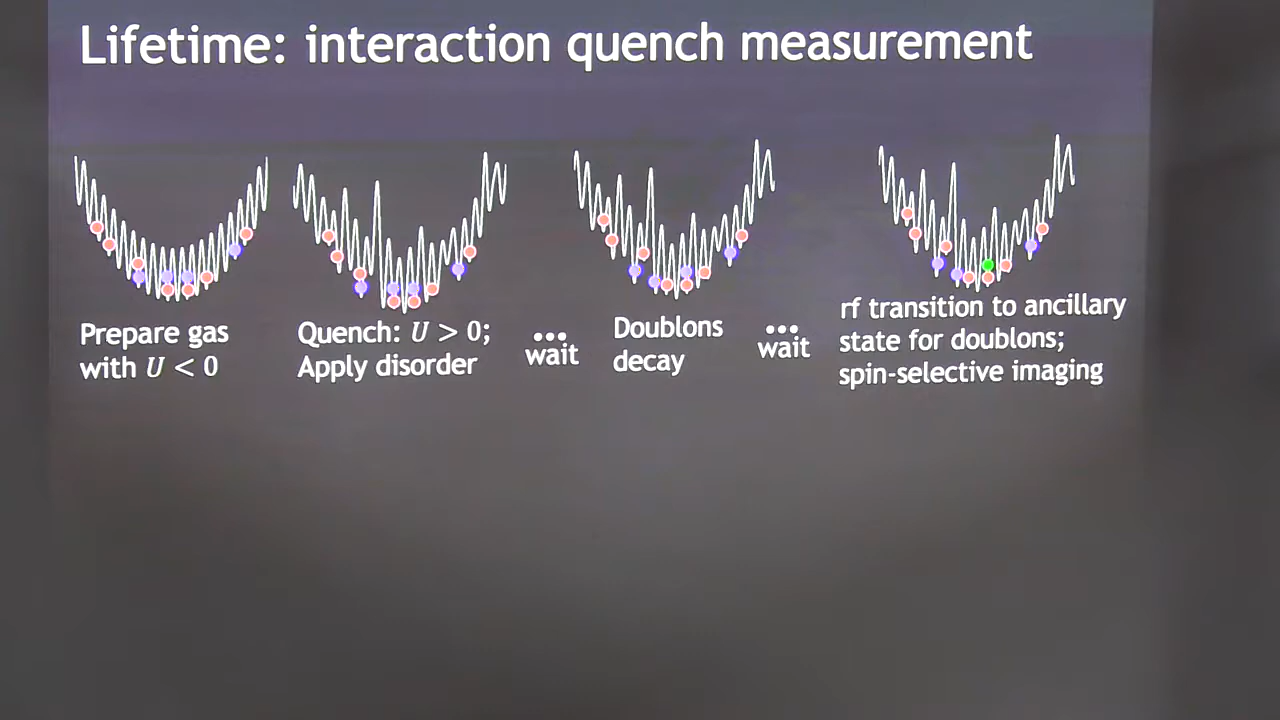 Lifetime: interaction quench measurement
Prepare gas
with U < 0
Quench: U > 0;
Apply disorder
...
wait
Doublons
decay
...
wait
rf transition to ancillary
state for doublons;
spin-selective imaging